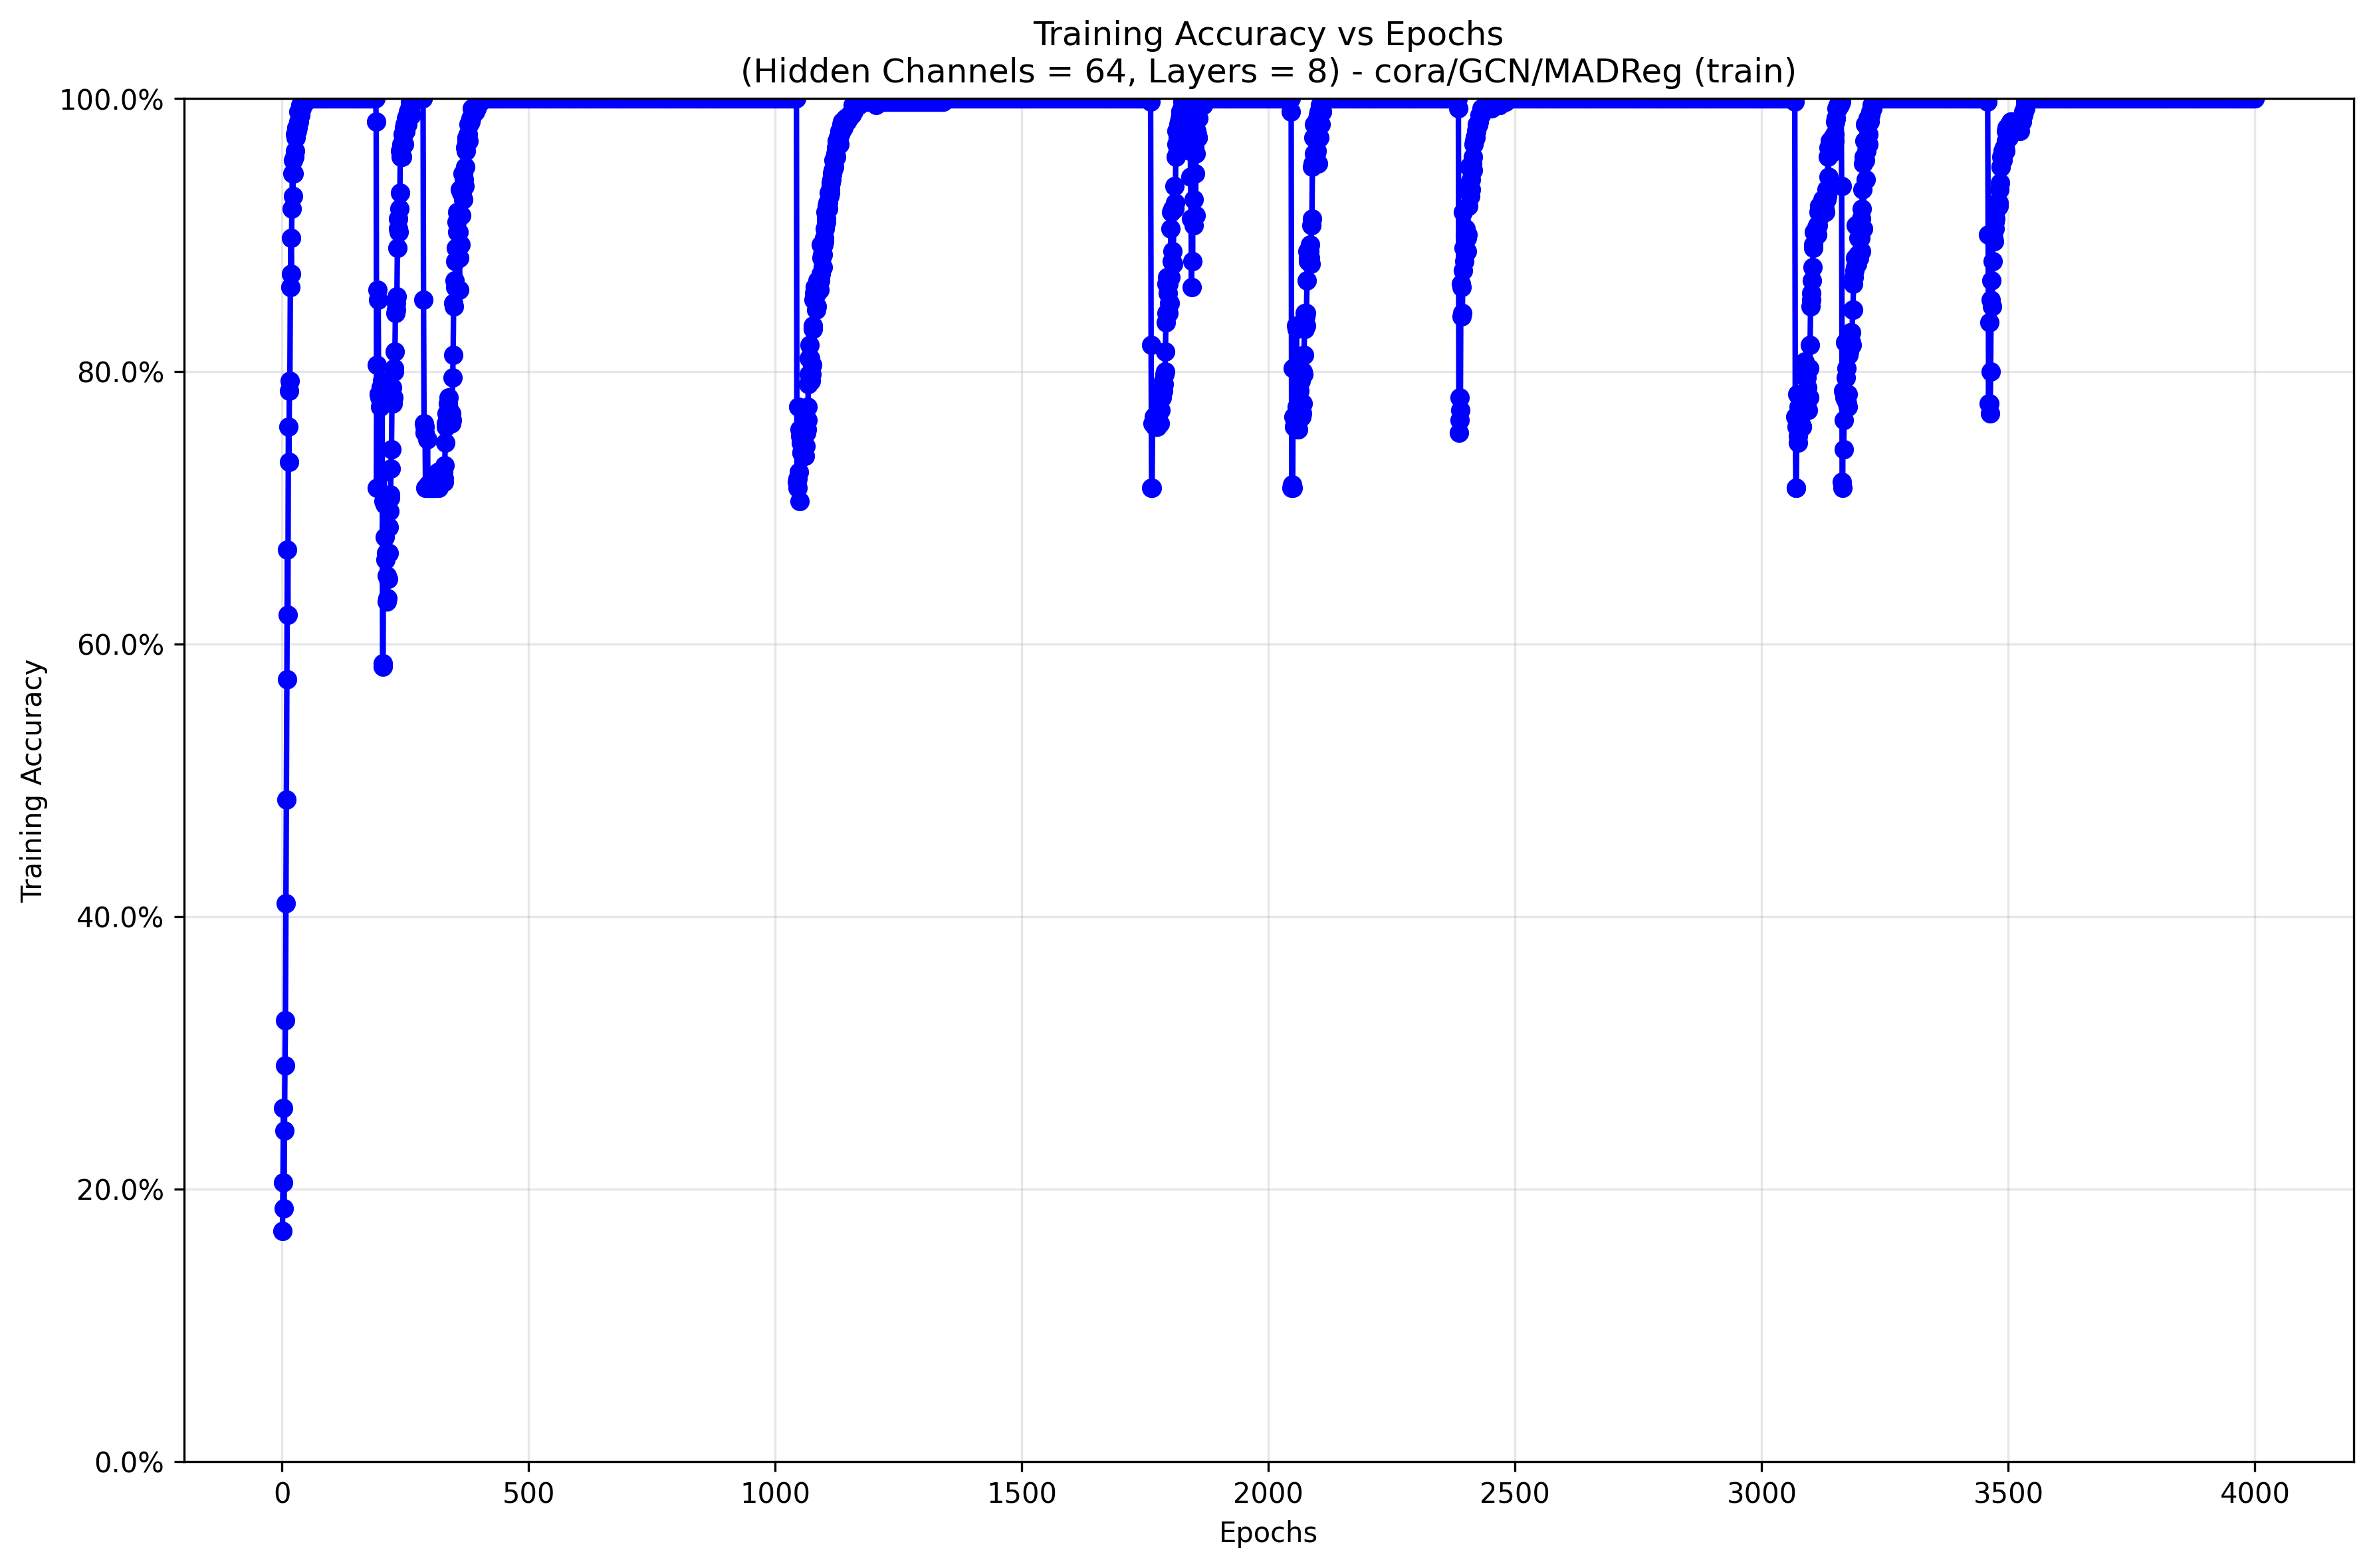 Training Accuracy vs Epochs
(Hidden Channels = 64, Layers = 8) - cora/GCN/MADReg (train)
100.0%
80.0%
60.0%
40.0%
20.0%
0.0%
Training Accuracy
0 500 1000 1500 2000 2500 3000 3500 4000
Epochs